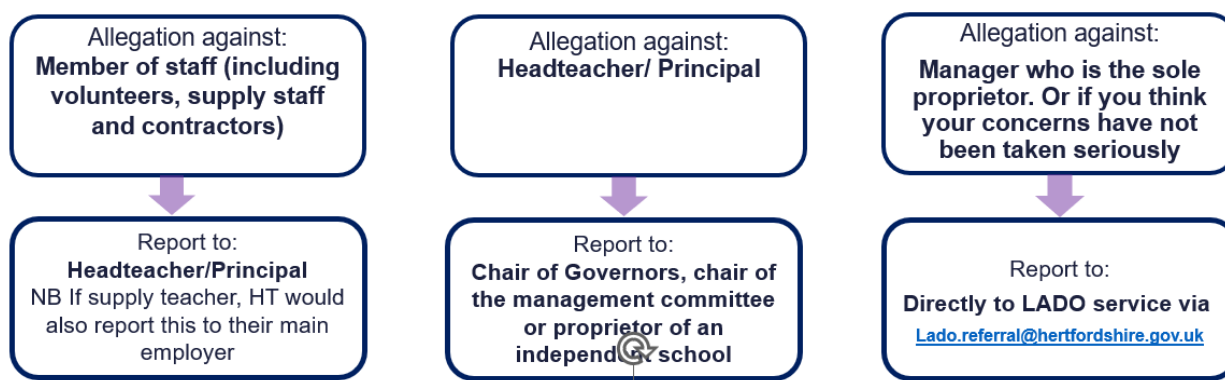 Allegation against:
Member of staff (including
volunteers, supply staff
and contractors)
Report to:
Headteacher/Principal
NB If supply teacher, HT would
also report this to their main
employer
Allegation against:
Headteacher/ Principal
Report to:
Chair of Governors, chair of
the management committee
or proprietor of an
independent school
Allegation against:
Manager who is the sole
proprietor. Or if you think
your concerns have not
been taken seriously
Report to:
Directly to LADO service via
Lado.referral@hertfordshire.gov.uk